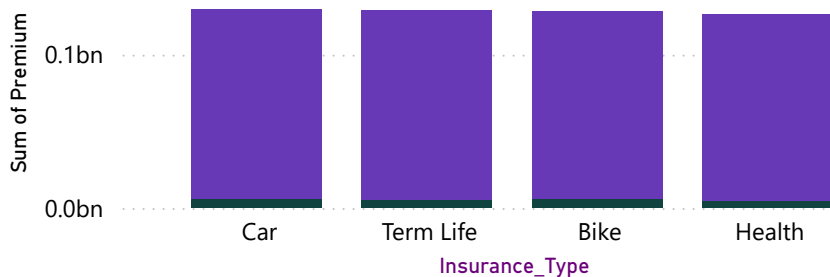 Sum of Premium
0.1bn
0.0bn
Car
Term Life
Bike
Health
Insurance_Type